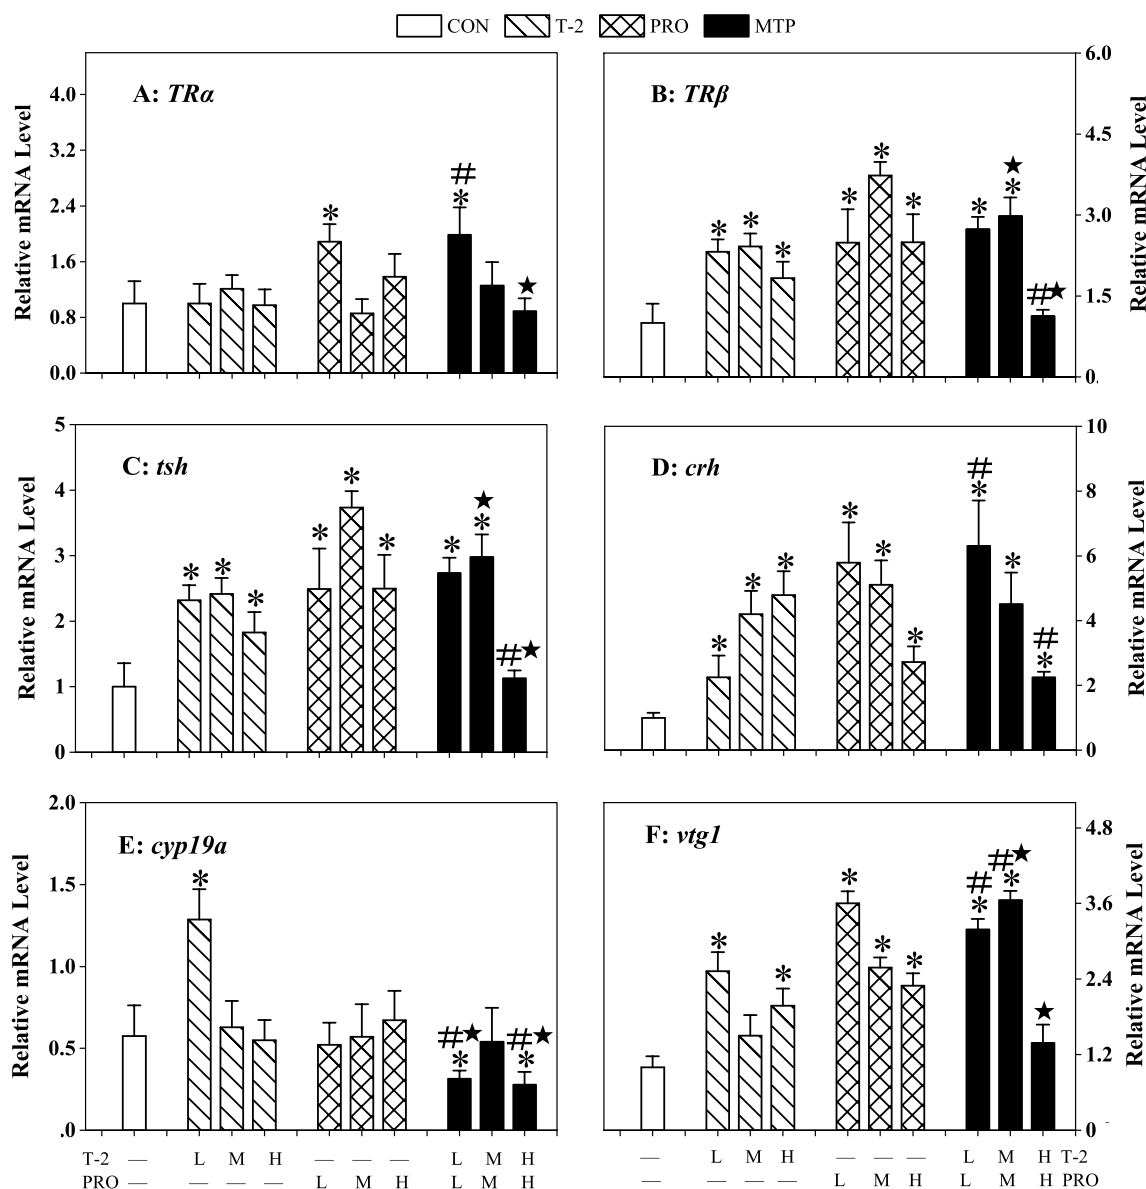 CON T-2 PRO MTP
A: TRα
Relative mRNA Level
4.0
3.2
2.4
1.6
0.8
0.0
* # * ★
B: TRβ
Relative mRNA Level
6.0
4.5
3.0
1.5
0.
* * * * * * * ★ * # ★
C: tsh
Relative mRNA Level
5
4
3
2
1
0
* * * * * * * ★ * # ★
D: crh
Relative mRNA Level
10
8
6
4
2
0
* * * * * * # * * # *
E: cyp19a
Relative mRNA Level
2.0
1.5
1.0
0.5
.0
* # ★ * # ★ *
F: vtg1
Relative mRNA Level
4.8
3.6
2.4
1.2
0
* * * * * # * # ★ * ★
T-2 — L M H — — — L M H — L M H — — — L M H T-2
PRO — — — — L M H L M H — — — — L M H L M H PRO